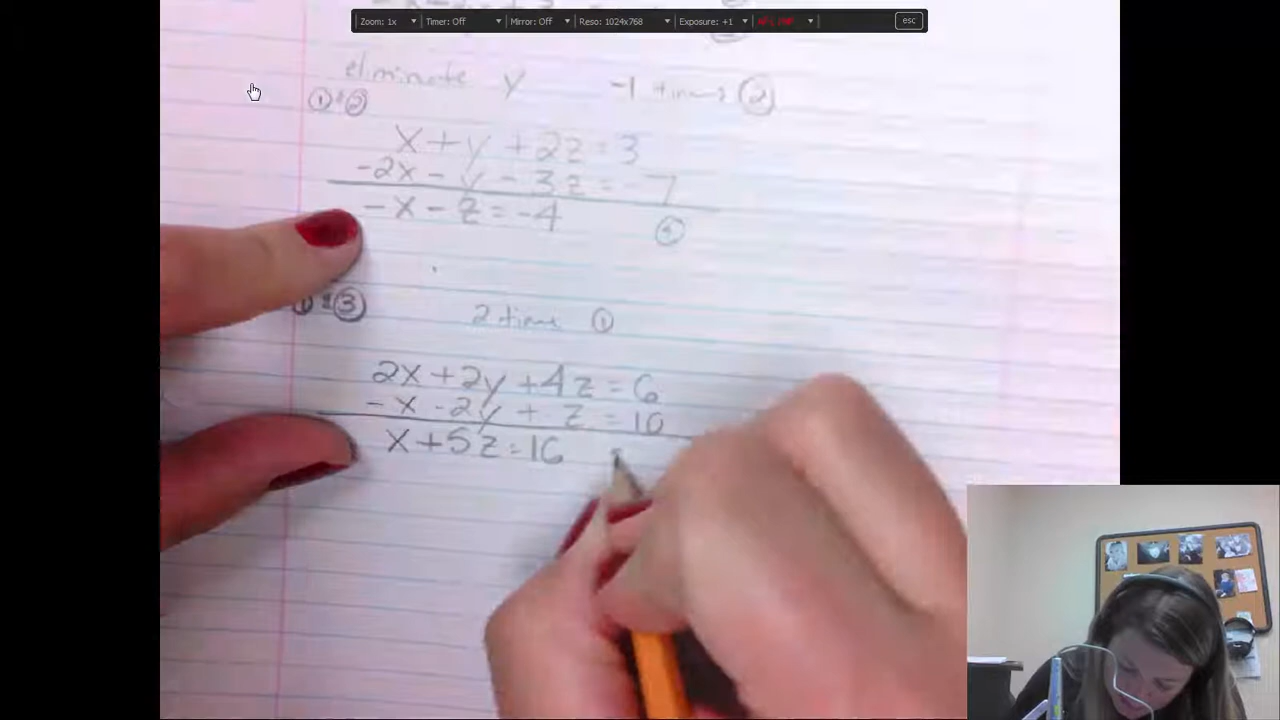 Zoom: 1x Timer: Off Mirror: Off Reso: 1024x768 Exposure: +1 esc
eliminate y -1 times ②
① & ②
x + y + 2z = 3
-2x - y - 3z = -7
-x - z = -4 ④
① & ③ 2 times ①
2x + 2y + 4z = 6
-x - 2y + z = 10
x + 5z = 16